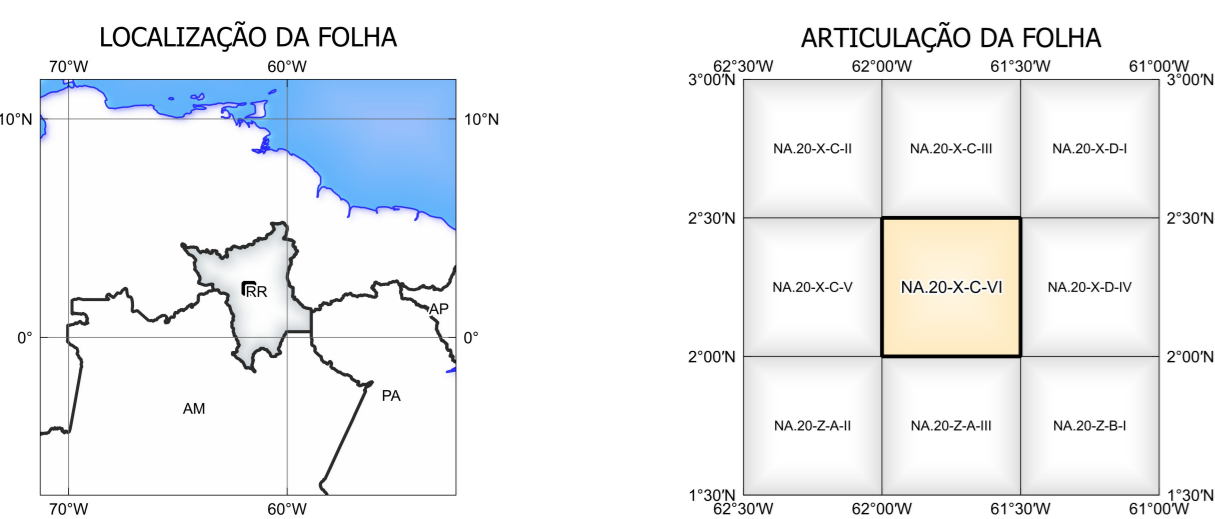 LOCALIZAÇÃO DA FOLHA
70°W 60°W
10°N 10°N
RR
AP
0° 0°
PA
AM
70°W 60°W
ARTICULAÇÃO DA FOLHA
62°30'W 62°00'W 61°30'W 61°00'W
3°00'N 3°00'N
NA.20-X-C-II NA.20-X-C-III NA.20-X-D-I
2°30'N 2°30'N
NA.20-X-C-V NA.20-X-C-VI NA.20-X-D-IV
2°00'N 2°00'N
NA.20-Z-A-II NA.20-Z-A-III NA.20-Z-B-I
1°30'N 1°30'N
62°30'W 62°00'W 61°30'W 61°00'W